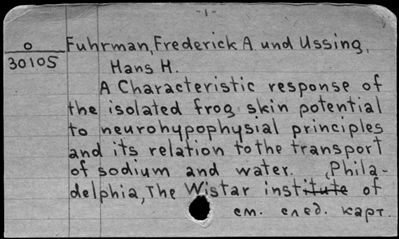 -1-
0
30105
Fuhrman, Frederick A. und Ussing,
Hans H.
A Characteristic response of
the isolated frog skin potential
to neurohypophysial principles
and its relation to the transport
of sodium and water. Phila-
delphia, The Wistar institute of
см. след. карт.